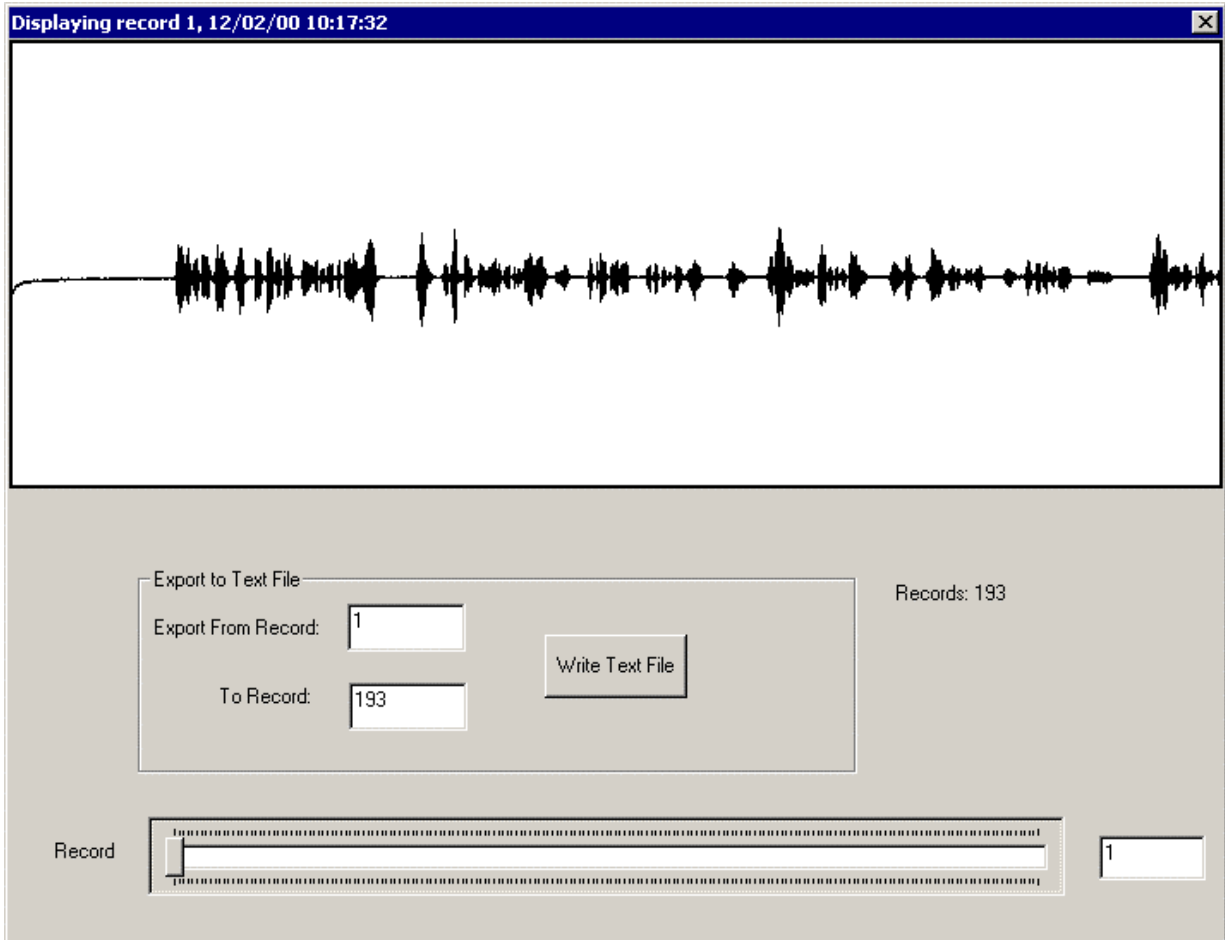 Displaying record 1, 12/02/00 10:17:32
Export to Text File
Records: 193
Export From Record: 1
Write Text File
To Record: 193
Record 1